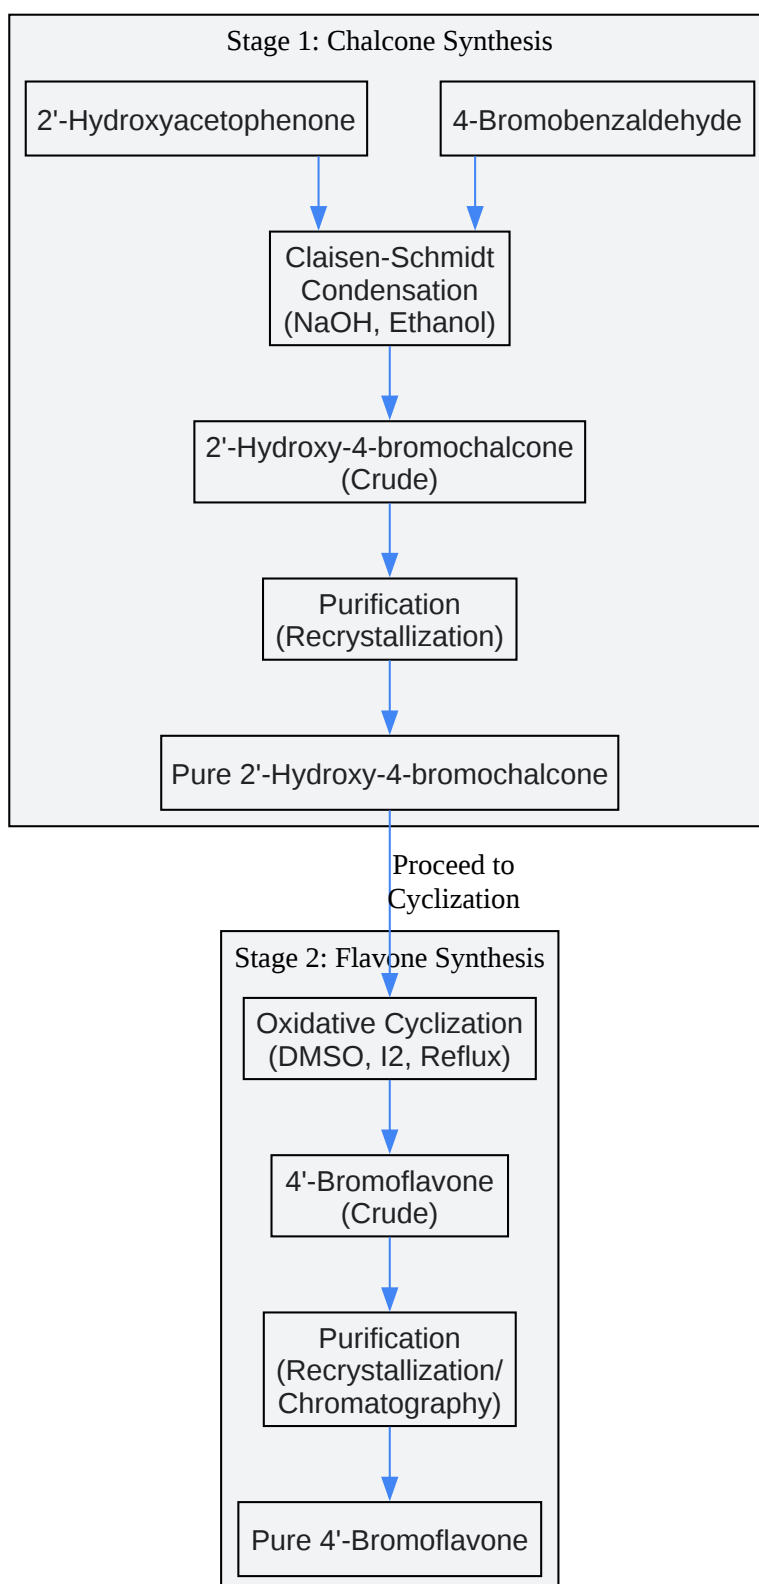 Stage 1: Chalcone Synthesis
2'-Hydroxyacetophenone
4-Bromobenzaldehyde
Claisen-Schmidt
Condensation
(NaOH, Ethanol)
2'-Hydroxy-4-bromochalcone
(Crude)
Purification
(Recrystallization)
Pure 2'-Hydroxy-4-bromochalcone
Proceed to
Cyclization
Stage 2: Flavone Synthesis
Oxidative Cyclization
(DMSO, I2, Reflux)
4'-Bromoflavone
(Crude)
Purification
(Recrystallization/
Chromatography)
Pure 4'-Bromoflavone